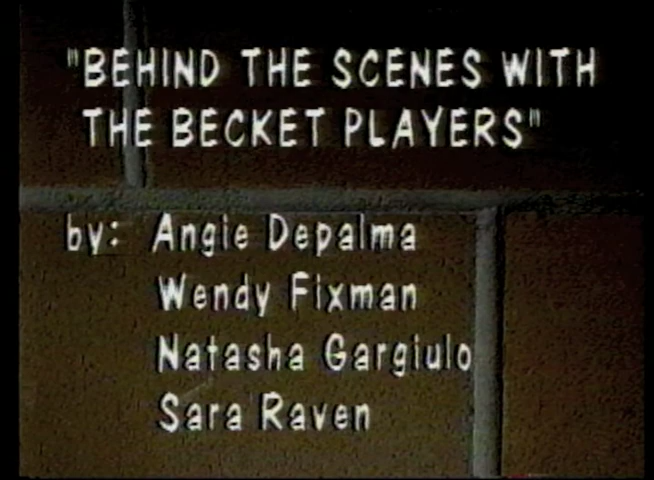 "BEHIND THE SCENES WITH
THE BECKET PLAYERS"
by: Angie Depalma
Wendy Fixman
Natasha Gargiulo
Sara Raven